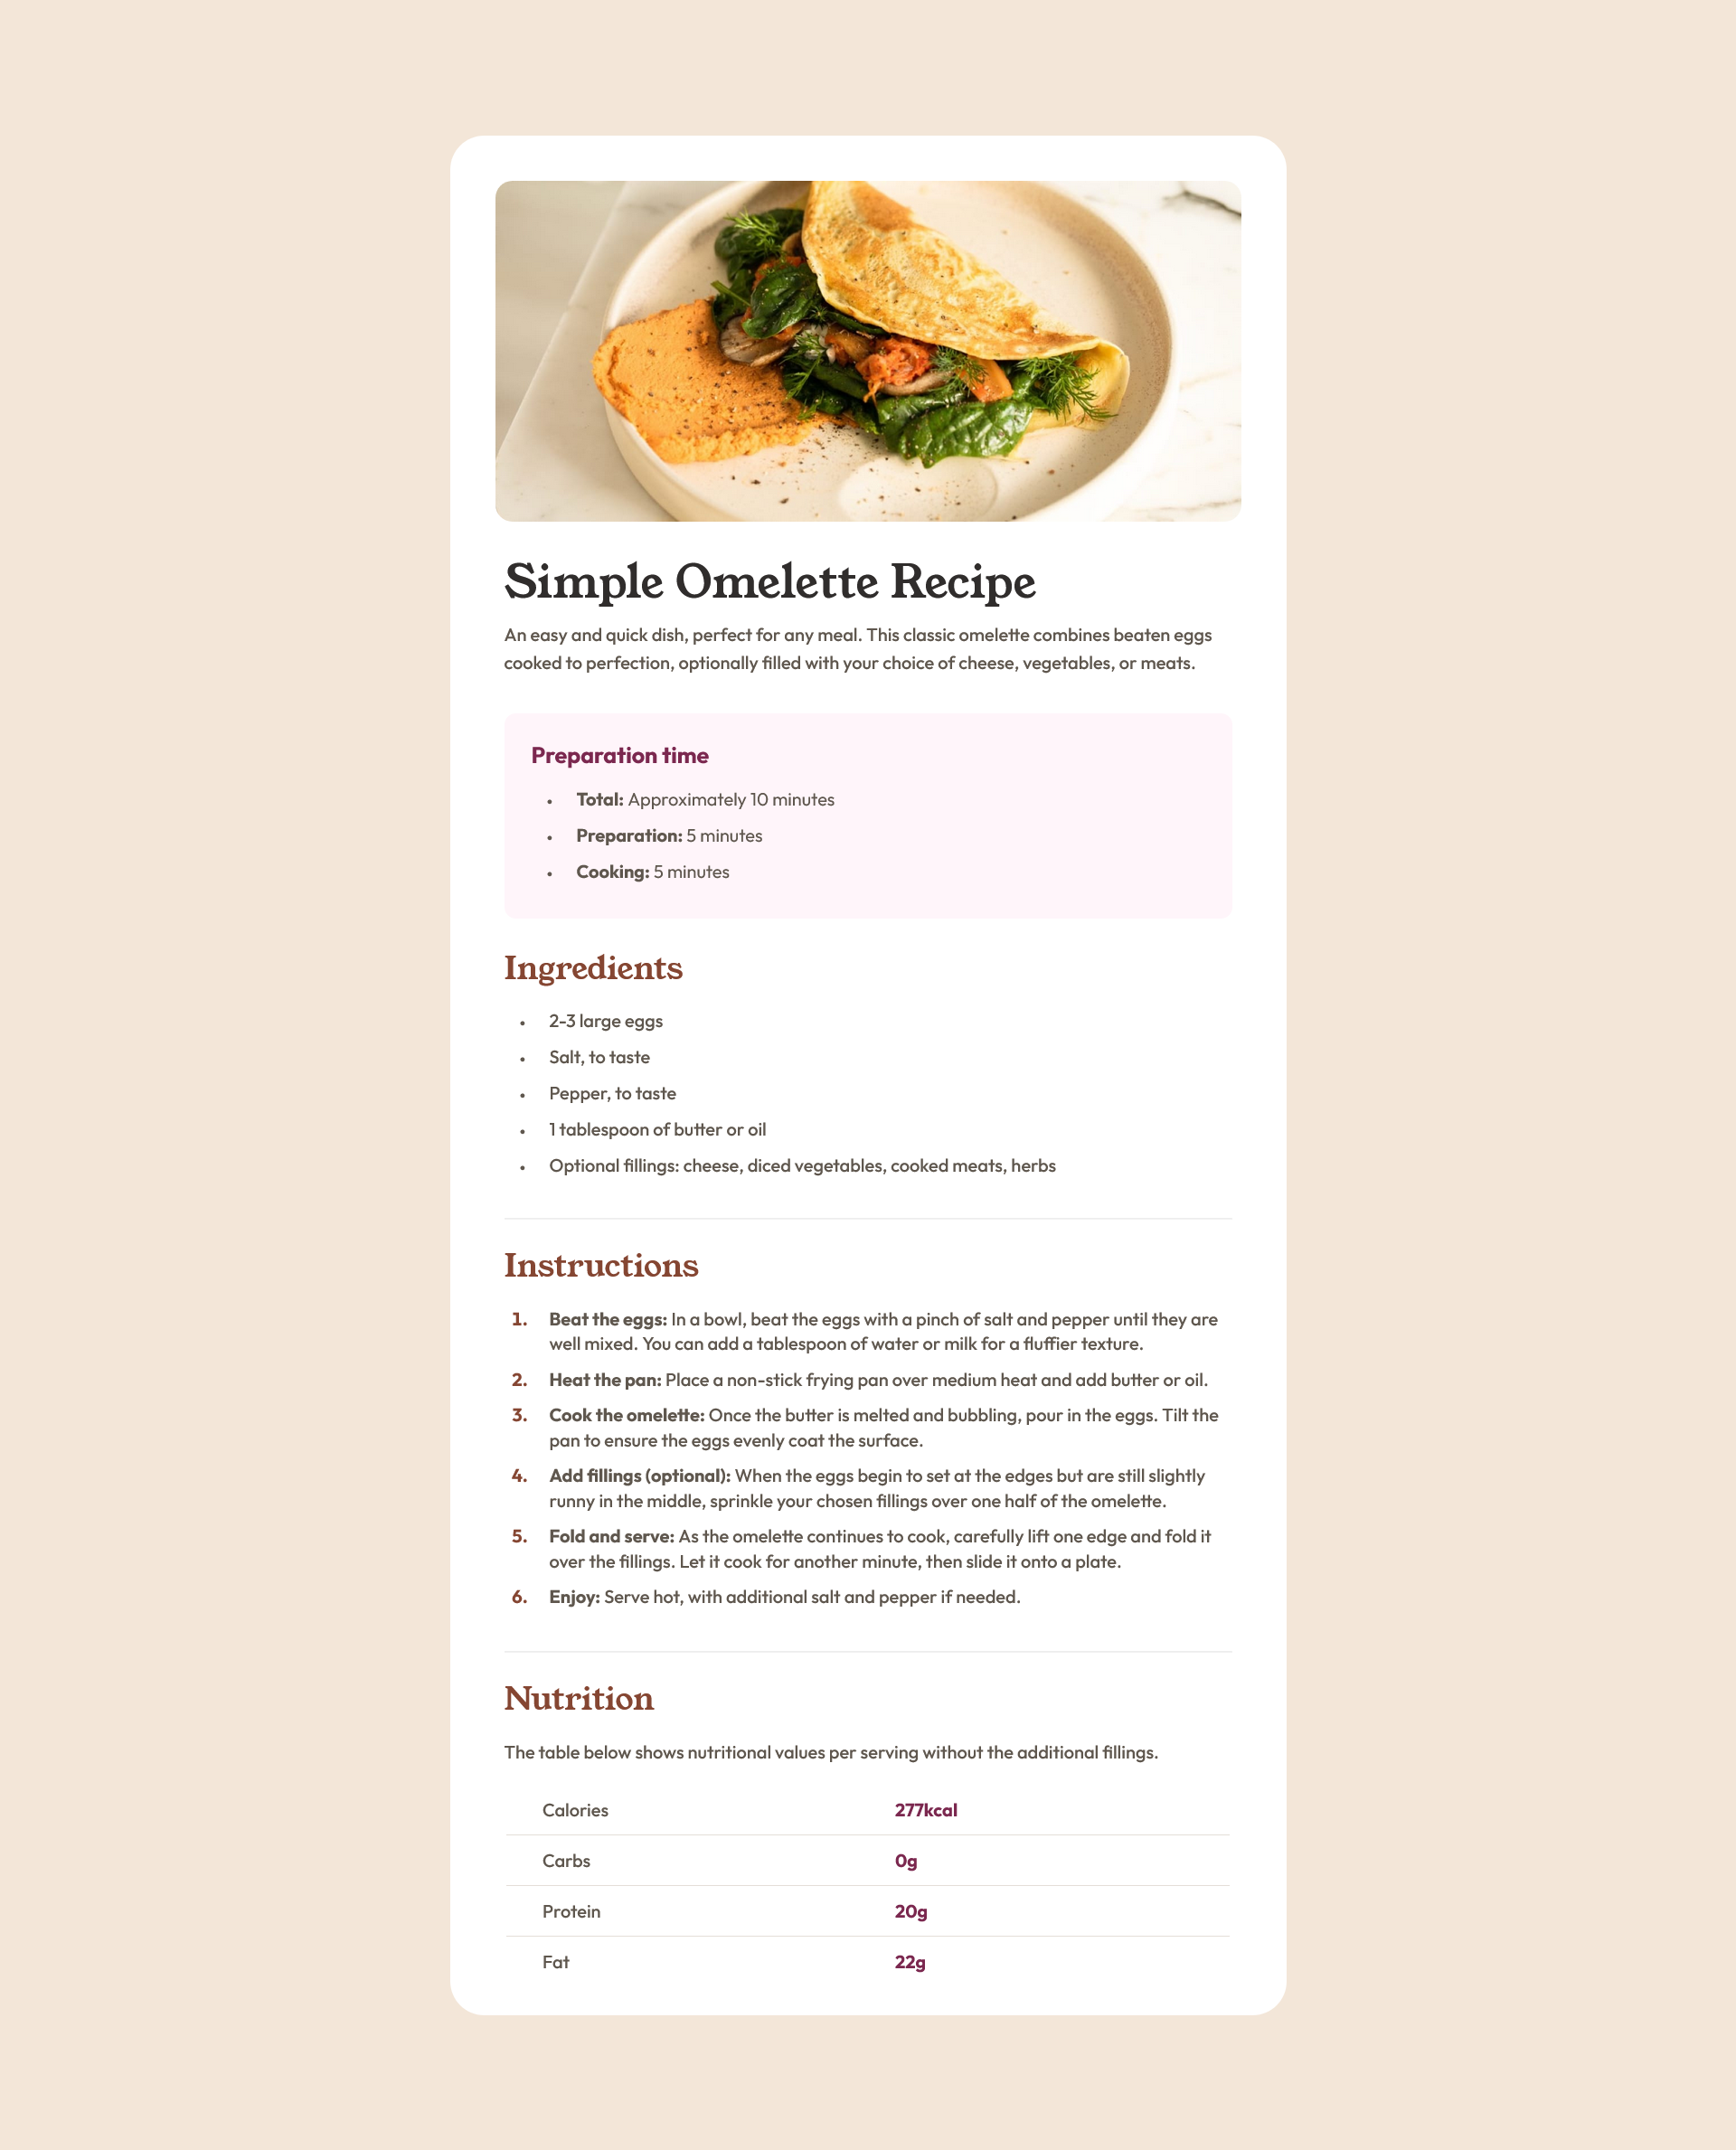 Simple Omelette Recipe
An easy and quick dish, perfect for any meal. This classic omelette combines beaten eggs
cooked to perfection, optionally filled with your choice of cheese, vegetables, or meats.
Preparation time
• Total: Approximately 10 minutes
• Preparation: 5 minutes
• Cooking: 5 minutes
Ingredients
• 2-3 large eggs
• Salt, to taste
• Pepper, to taste
• 1 tablespoon of butter or oil
• Optional fillings: cheese, diced vegetables, cooked meats, herbs
Instructions
1. Beat the eggs: In a bowl, beat the eggs with a pinch of salt and pepper until they are
well mixed. You can add a tablespoon of water or milk for a fluffier texture.
2. Heat the pan: Place a non-stick frying pan over medium heat and add butter or oil.
3. Cook the omelette: Once the butter is melted and bubbling, pour in the eggs. Tilt the
pan to ensure the eggs evenly coat the surface.
4. Add fillings (optional): When the eggs begin to set at the edges but are still slightly
runny in the middle, sprinkle your chosen fillings over one half of the omelette.
5. Fold and serve: As the omelette continues to cook, carefully lift one edge and fold it
over the fillings. Let it cook for another minute, then slide it onto a plate.
6. Enjoy: Serve hot, with additional salt and pepper if needed.
Nutrition
The table below shows nutritional values per serving without the additional fillings.
Calories 277kcal
Carbs 0g
Protein 20g
Fat 22g